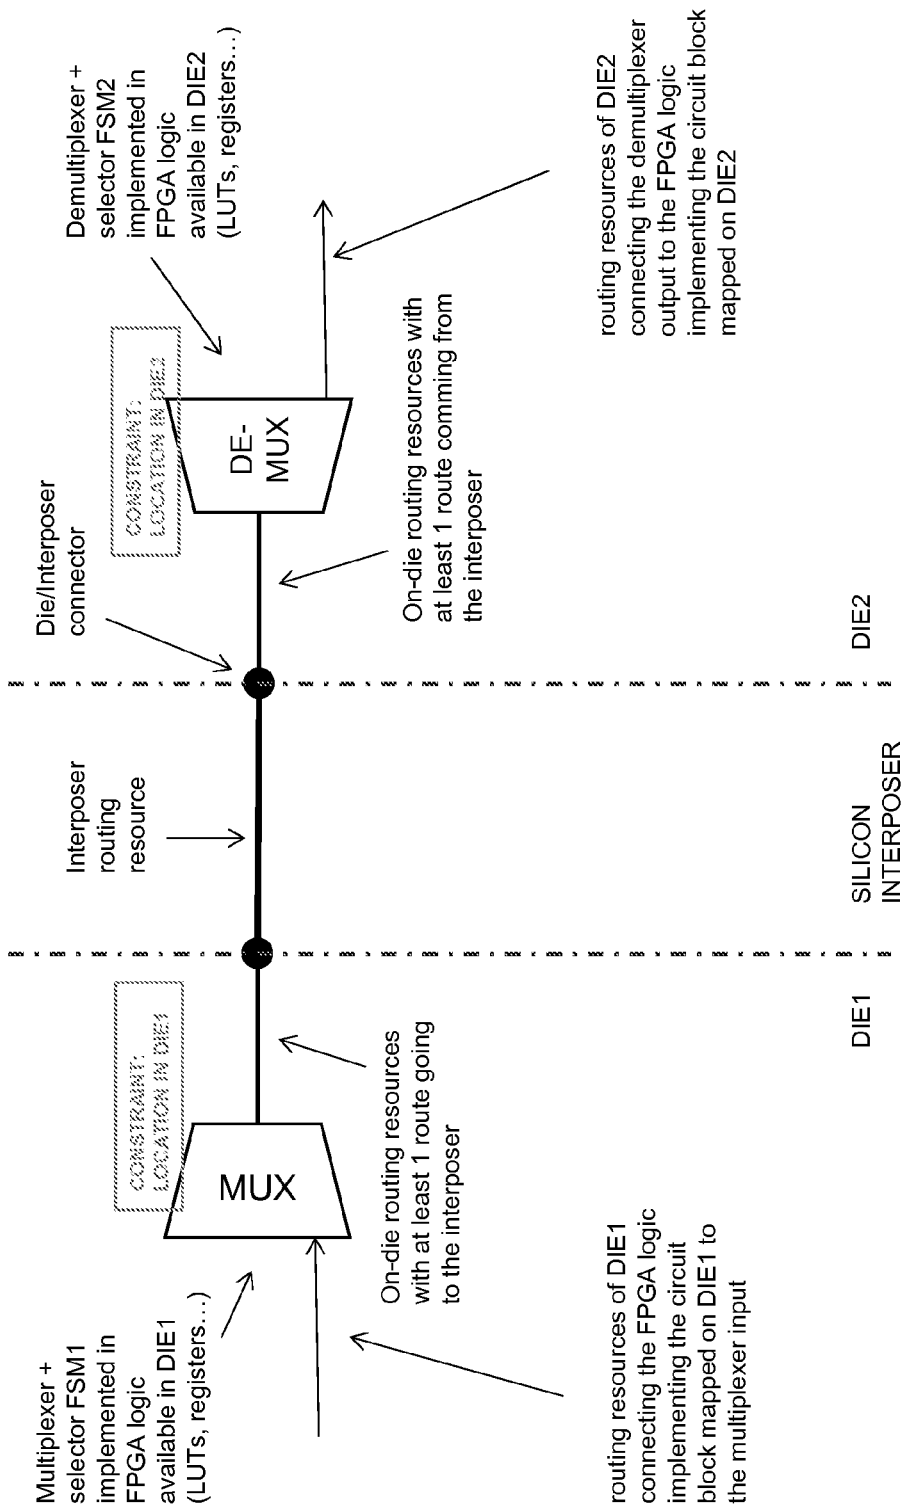 Multiplexer +
selector FSM1
implemented in
FPGA logic
available in DIE1
(LUTs, registers…)
CONSTRAINT:
LOCATION IN DIE1
MUX
On-die routing resources
with at least 1 route going
to the interposer
routing resources of DIE1
connecting the FPGA logic
implementing the circuit
block mapped on DIE1 to
the multiplexer input
DIE1
Interposer
routing
resource
SILICON
INTERPOSER
Die/Interposer
connector
CONSTRAINT:
LOCATION IN DIE2
DE-
MUX
Demultiplexer +
selector FSM2
implemented in
FPGA logic
available in DIE2
(LUTs, registers…)
On-die routing resources with
at least 1 route comming from
the interposer
routing resources of DIE2
connecting the demultiplexer
output to the FPGA logic
implementing the circuit block
mapped on DIE2
DIE2